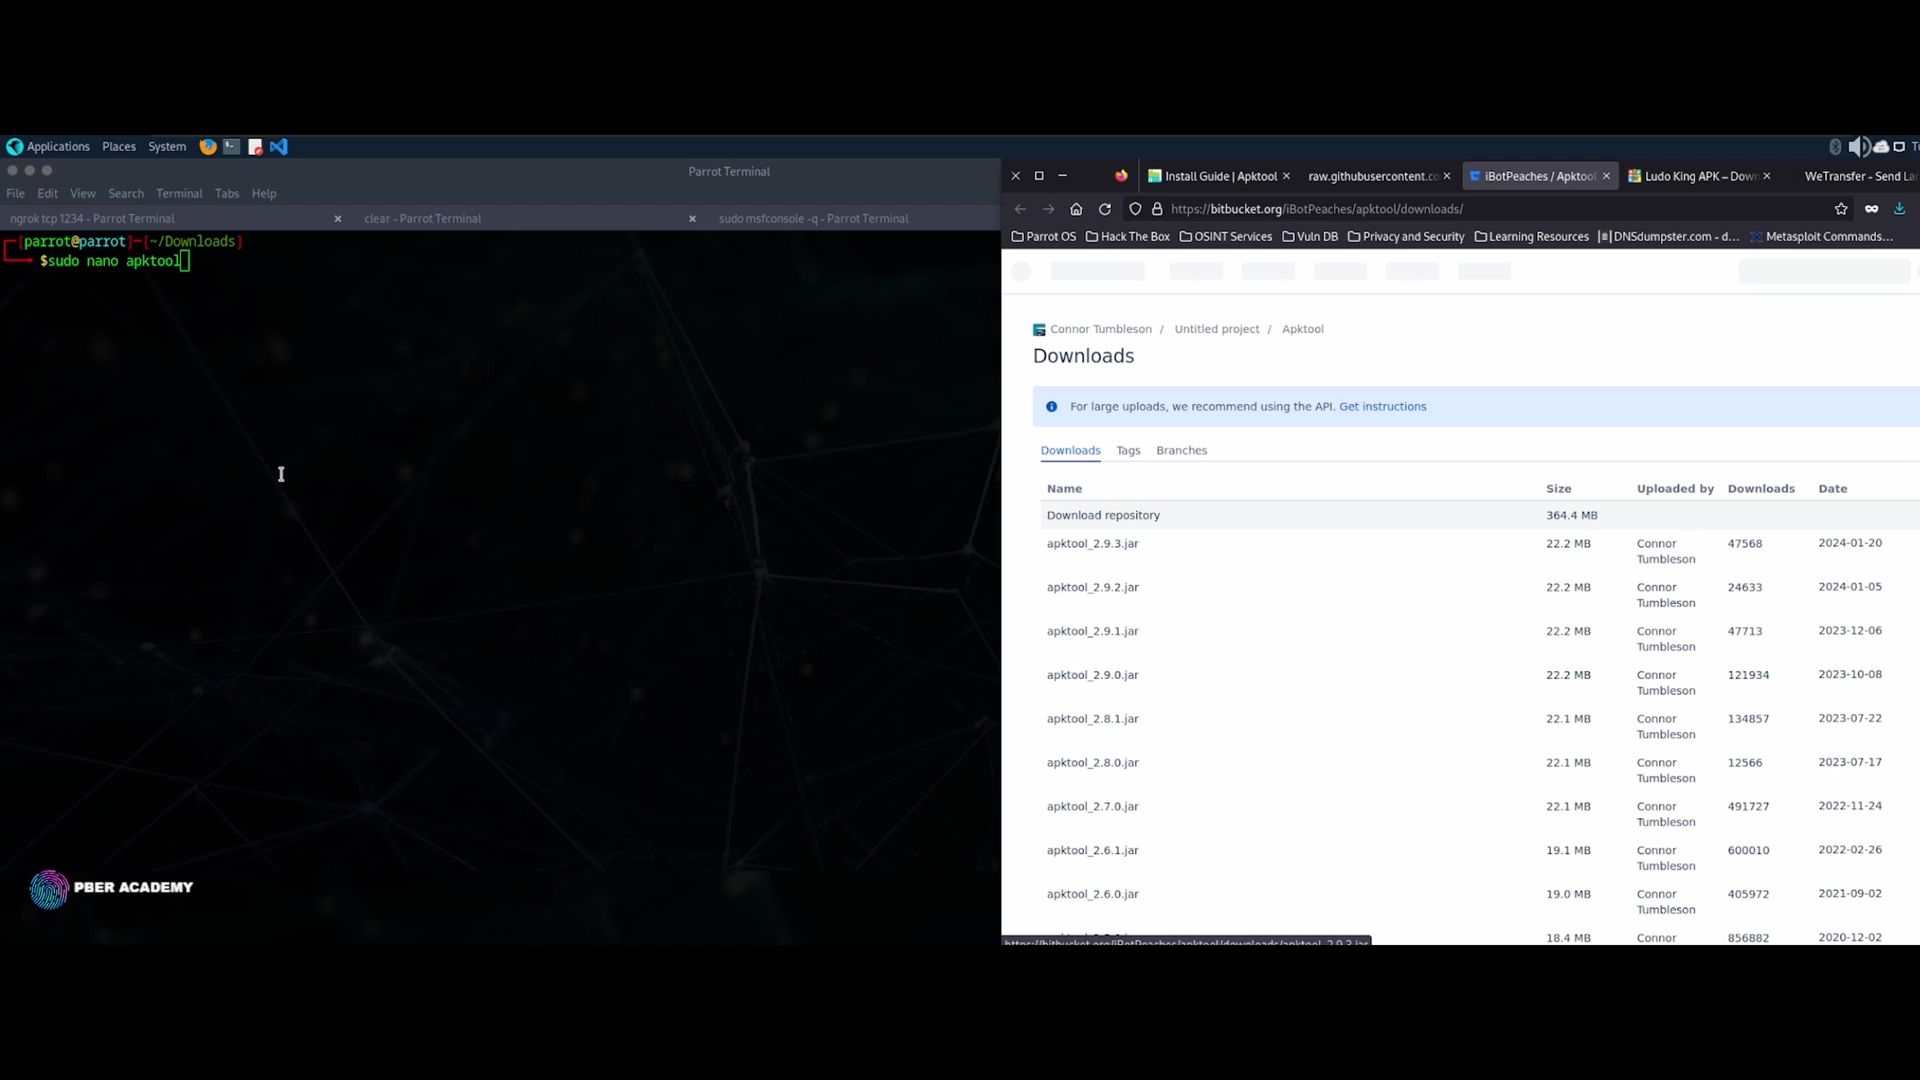 Applications Places System
Parrot Terminal
File Edit View Search Terminal Tabs Help
ngrok tcp 1234 - Parrot Terminal
clear - Parrot Terminal
sudo msfconsole -q - Parrot Terminal
┌─[parrot@parrot]─[~/Downloads]
$sudo nano apktool
PBER ACADEMY
Install Guide | Apktool
raw.githubusercontent.co
iBotPeaches / Apktool
Ludo King APK – Down
WeTransfer - Send La
https://bitbucket.org/iBotPeaches/apktool/downloads/
Parrot OS Hack The Box OSINT Services Vuln DB Privacy and Security Learning Resources DNSdumpster.com - d... Metasploit Commands...
Connor Tumbleson / Untitled project / Apktool
Downloads
For large uploads, we recommend using the API. Get instructions
Downloads Tags Branches
Name Size Uploaded by Downloads Date
Download repository 364.4 MB
apktool_2.9.3.jar 22.2 MB Connor 47568 2024-01-20
Tumbleson
apktool_2.9.2.jar 22.2 MB Connor 24633 2024-01-05
Tumbleson
apktool_2.9.1.jar 22.2 MB Connor 47713 2023-12-06
Tumbleson
apktool_2.9.0.jar 22.2 MB Connor 121934 2023-10-08
Tumbleson
apktool_2.8.1.jar 22.1 MB Connor 134857 2023-07-22
Tumbleson
apktool_2.8.0.jar 22.1 MB Connor 12566 2023-07-17
Tumbleson
apktool_2.7.0.jar 22.1 MB Connor 491727 2022-11-24
Tumbleson
apktool_2.6.1.jar 19.1 MB Connor 600010 2022-02-26
Tumbleson
apktool_2.6.0.jar 19.0 MB Connor 405972 2021-09-02
Tumbleson
18.4 MB Connor 856882 2020-12-02
https://bitbucket.org/iBotPeaches/apktool/downloads/apktool_2.9.3.jar